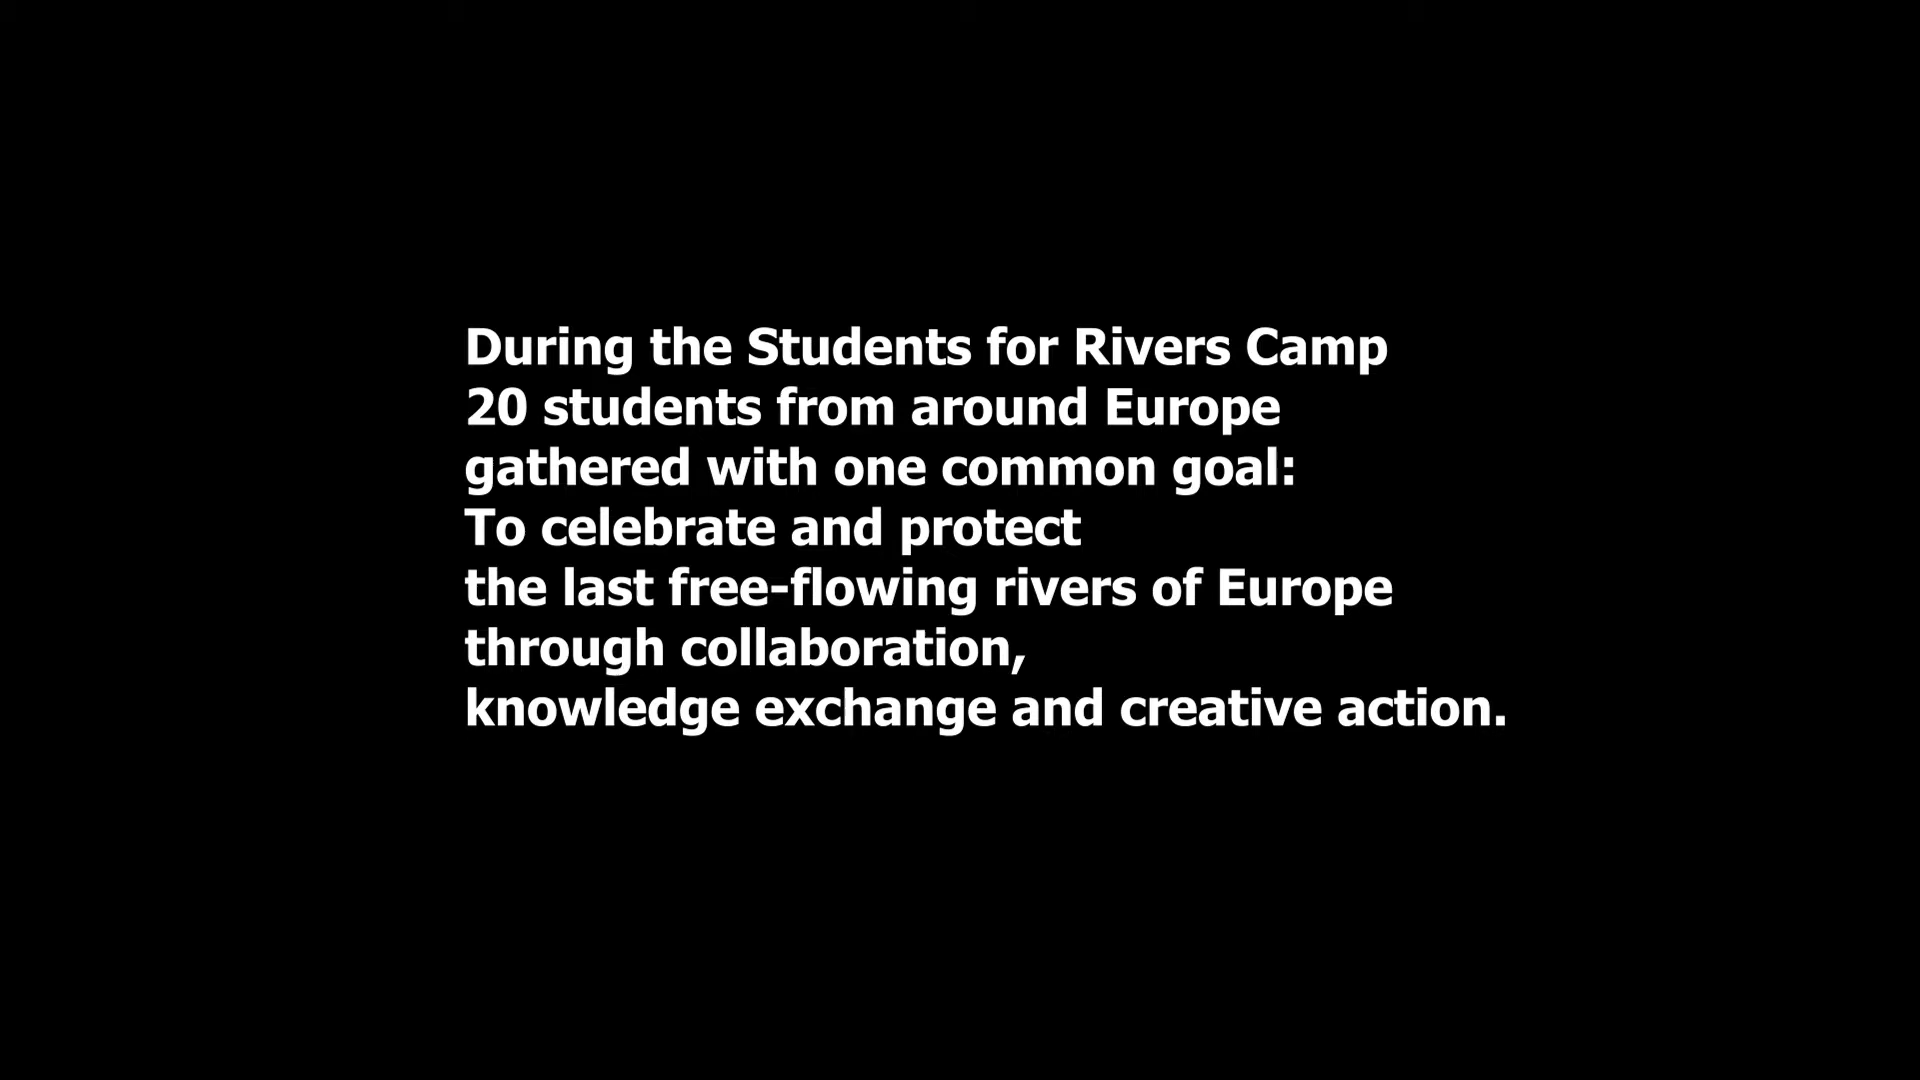 During the Students for Rivers Camp
20 students from around Europe
gathered with one common goal:
To celebrate and protect
the last free-flowing rivers of Europe
through collaboration,
knowledge exchange and creative action.